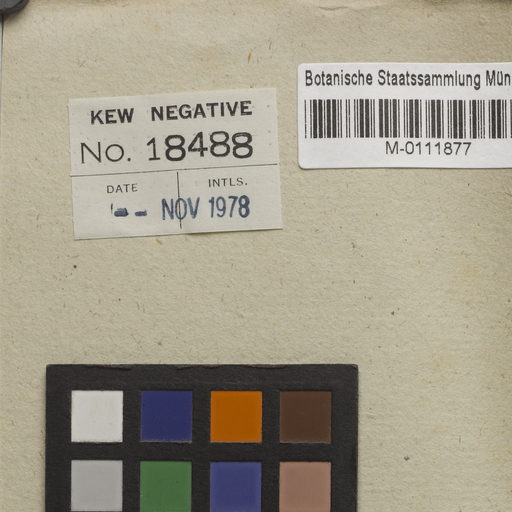 KEW NEGATIVE
No. 18488
DATE INTLS.
NOV 1978
Botanische Staatssammlung Mün
M-0111877